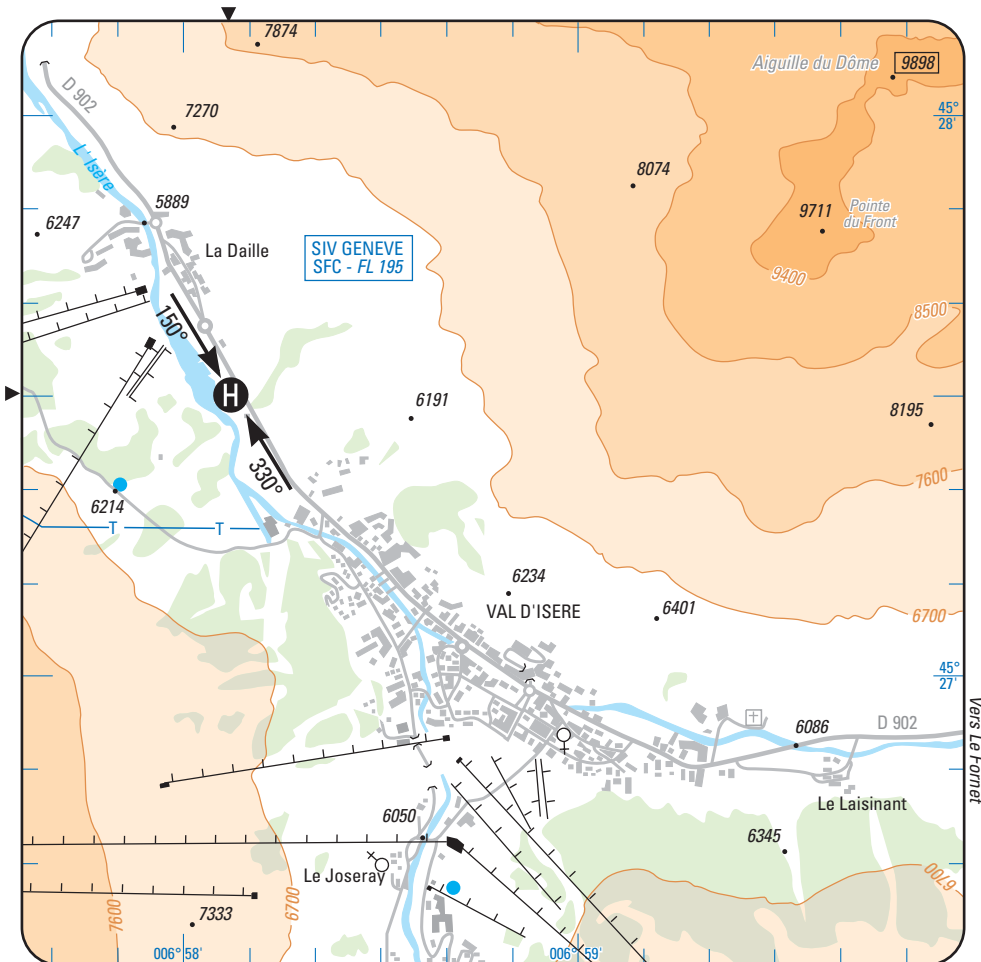 7874
Aiguille du Dôme
9898
D 902
7270
45°
28'
L'Isère
8074
5889
9711
Pointe
du Front
6247
La Daille
SIV GENEVE
SFC - FL 195
9400
8500
150°
H
6191
8195
330°
7600
6214
T
T
6234
VAL D'ISERE
6401
6700
45°
27'
Vers Le Fornet
6086
D 902
Le Laisinant
6050
6345
Le Joseray
6700
7600
6700
7333
006°58'
006°59'